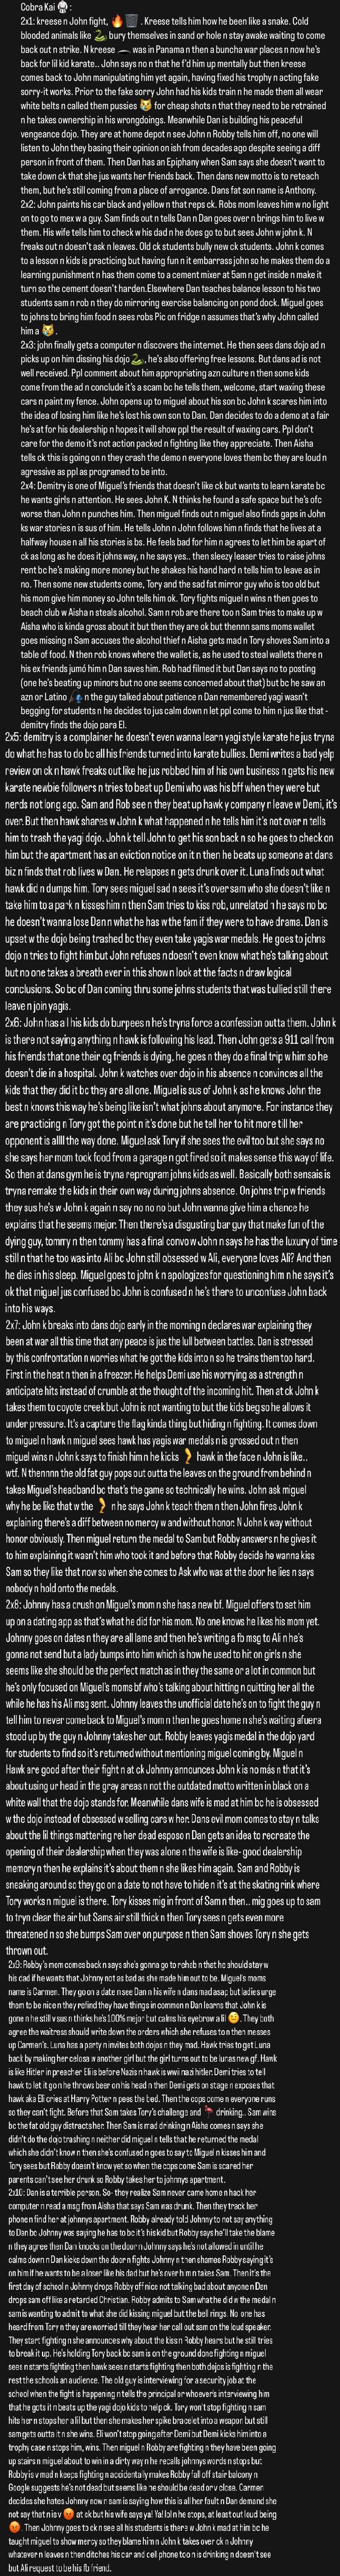 Cobra Kai 🥋:
2x1: kreese n John fight, 🔥🗑️ . Kreese tells him how he been like a snake. Cold
blooded animals like 🐍 bury themselves in sand or hole n stay awake waiting to come
back out n strike. N kreese 🕳️ was in Panama n then a buncha war places n now he's
back for lil kid karate.. John says no n that he f'd him up mentally but then kresse
comes back to John manipulating him yet again, having fixed his trophy n acting fake
sorry-it works. Prior to the fake sorry John had his kids train n he made them all wear
white belts n called them pussies 😿 for cheap shots n that they need to be retrained
n he takes ownership in his wrongdoings. Meanwhile Dan is building his peaceful
vengeance dojo. They are at home depot n see John n Robby tells him off, no one will
listen to John they basing their opinion on ish from decades ago despite seeing a diff
person in front of them. Then Dan has an Epiphany when Sam says she doesn't want to
take down ck that she jus wants her friends back. Then dans new motto is to reteach
them, but he's still coming from a place of arrogance. Dans fat son name is Anthony.
2x2: John paints his car black and yellow n that reps ck. Robs mom leaves him w no light
on to go to mex w a guy. Sam finds out n tells Dan n Dan goes over n brings him to live w
them. His wife tells him to check w his dad n he does go to but sees John w john k. N
freaks out n doesn't ask n leaves. Old ck students bully new ck students. John k comes
to a lesson n kids is practicing but having fun n it embarrass john so he makes them do a
learning punishment n has them come to a cement mixer at 5am n get inside n make it
turn so the cement doesn't harden.Elsewhere Dan teaches balance lesson to his two
students sam n rob n they do mirroring exercise balancing on pond dock. Miguel goes
to johns to bring him food n sees robs Pic on fridge n assumes that's why John called
him a 😿 .
2x3: john finally gets a computer n discovers the internet. He then sees dans dojo ad n
picks up on him dissing his dojo 🐍, he's also offering free lessons. But dans ad is not
well received. Ppl comment he's him appropriating asn culture n then some kids
come from the ad n conclude it's a scam bc he tells them, welcome, start waxing these
cars n paint my fence. John opens up to miguel about his son bc John k scares him into
the idea of losing him like he's lost his own son to Dan. Dan decides to do a demo at a fair
he's at for his dealership n hopes it will show ppl the result of waxing cars. Ppl don't
care for the demo it's not action packed n fighting like they appreciate. Then Aisha
tells ck this is going on n they crash the demo n everyone loves them bc they are loud n
agressive as ppl as programed to be into.
2x4: Demitry is one of Miguel's friends that doesn't like ck but wants to learn karate bc
he wants girls n attention. He sees John K. N thinks he found a safe space but he's ofc
worse than John n punches him. Then miguel finds out n miguel also finds gaps in John
ks war stories n is sus of him. He tells John n John follows him n finds that he lives at a
halfway house n all his stories is bs. He feels bad for him n agrees to let him be apart of
ck as long as he does it johnway, n he says yes.. then the sleezy leaser tries to raise johns
rent bc he's making more money but he shakes his hand hard n tells him to leave as in
no. Then some new students come, Tory and the sad fat mirror guy who is too old but
his mom give him money so John tells him ok. Tory fights miguel n wins n then goes to
beach club w Aisha n steals alcohol. Sam n rob are there too n Sam tries to make up w
Aisha who is kinda gross about it but then they are ok but thennn sams moms wallet
goes missing n Sam accuses the alcohol thief n Aisha gets mad n Tory shoves Sam into a
table of food. N then rob knows where the wallet is, as he used to steal wallets there n
his ex friends jumd him n Dan saves him. Rob had filmed it but Dan says no to posting
(one he's beating up minors but no one seems concerned about that) but bc he saw an
azn or Latino 🎣 n the guy talked about patience n Dan remembered yagi wasn't
begging for students n he decides to jus calm down n let ppl come to him n jus like that -
demitry finds the dojo para El.
2x5: demitry is a complainer he doesn't even wanna learn yagi style karate he jus tryna
do what he has to do bc all his friends turned into karate bullies. Demi writes a bad yelp
review on ck n hawk freaks out like he jus robbed him of his own business n gets his new
karate newbie followers n tries to beat up Demi who was his bff when they were but
nerds not long ago. Sam and Rob see n they beat up hawk y company n leave w Demi, it's
over. But then hawk shares w John k what happened n he tells him it's not over n tells
him to trash the yagi dojo. John k tell John to get his son back n so he goes to check on
him but the apartment has an eviction notice on it n then he beats up someone at dans
biz n finds that rob lives w Dan. He relapses n gets drunk over it. Luna finds out what
hawk did n dumps him. Tory sees miguel sad n sees it's over sam who she doesn't like n
take him to a park n kisses him n then Sam tries to kiss rob, unrelated n he says no bc
he doesn't wanna lose Dan n what he has w the fam if they were to have drama. Dan is
upset w the dojo being trashed bc they even take yagis war medals. He goes to johns
dojo n tries to fight him but John refuses n doesn't even know what he's talking about
but no one takes a breath ever in this show n look at the facts n draw logical
conclusions. So bc of Dan coming thru some johns students that was bullied still there
leave n join yagis.
2x6: John has all his kids do burpees n he's tryna force a confession outta them. John k
is there not saying anything n hawk is following his lead. Then John gets a 911 call from
his friends that one of their og friends is dying, he goes n they do a final trip w him so he
doesn't die in a hospital. John k watches over dojo in his absence n convinces all the
kids that they did it bc they are all one. Miguel is sus of John k as he knows John the
best n knows this way he's being like isn't what johns about anymore. For instance they
are practicing n Tory got the point n it's done but he tell her to hit more till her
opponent is allll the way done. Miguel ask Tory if she sees the evil too but she says no
she says her mom took food from a garbage n got fired so it makes sense this way of life.
So then at dans gym he is tryna reprogram johns kids as well. Basically both senseis is
tryna remake the kids in their own way during johns absence. On johns trip w friends
they sus he's w John k again n say no no no but John wanna give him a chance he
explains that he seems major. Then there's a disgusting bar guy that make fun of the
dying guy, tommy n then tommy has a final convo w John n says he has the luxury of time
still n that he too was into Ali bc John still obsessed w Ali, everyone loves Ali? And then
he dies in his sleep. Miguel goes to john k n apologizes for questioning him n he says it's
ok that miguel jus confused bc John is confused n he's there to unconfuse John back
into his ways.
2x7: John k breaks into dans dojo early in the morning n declares war explaining they
been at war all this time that any peace is jus the lull between battles. Dan is stressed
by this confrontation n worries what he got the kids into n so he trains them too hard.
First in the heat n then in a freezer. He helps Demi use his worrying as a strength n
anticipate hits instead of crumble at the thought of the incoming hit. Then at ck John k
takes them to coyote creek but John is not wanting to but the kids beg so he allows it
under pressure. It's a capture the flag kinda thing but hiding n fighting. It comes down
to miguel n hawk n miguel sees hawk has yagis war medals n is grossed out n then
miguel wins n John k says to finish him n he kicks 🦵 hawk in the face n John is like..
wtf. N thennnn the old fat guy pops out outta the leaves on the ground from behind n
takes Miguel's headband bc that's the game so technically he wins. John ask miguel
why he be like that w the 🦵 n he says John k teach them n then John fires John k
explaining there's a diff between no mercy w and without honor. N John k way without
honor obviously. Then miguel return the medal to Sam but Robby answers n he gives it
to him explaining it wasn't him who took it and before that Robby decide he wanna kiss
Sam so they like that now so when she comes to Ask who was at the door he lies n says
nobody n hold onto the medals.
2x8: Johnny has a crush on Miguel's mom n she has a new bf. Miguel offers to set him
up on a dating app as that's what he did for his mom. No one knows he likes his mom yet.
Johnny goes on dates n they are all lame and then he's writing a fb msg to Ali n he's
gonna not send but a lady bumps into him which is how he used to hit on girls n she
seems like she should be the perfect match as in they the same or a lot in common but
he's only focused on Miguel's moms bf who's talking about hitting n quitting her all the
while he has his Ali msg sent.. Johnny leaves the unofficial date he's on to fight the guy n
tell him to never come back to Miguel's mom n then he goes home n she's waiting afuera
stood up by the guy n Johnny takes her out. Robby leaves yagis medal in the dojo yard
for students to find so it's returned without mentioning miguel coming by. Miguel n
Hawk are good after their fight n at ck Johnny announces John k is no más n that it's
about using ur head in the gray areas n not the outdated motto written in black on a
white wall that the dojo stand for. Meanwhile dans wife is mad at him bc he is obsessed
w the dojo instead of obsessed w selling cars w her. Dans evil mom comes to stay n talks
about the lil things mattering re her dead esposo n Dan gets an idea to recreate the
opening of their dealership when they was alone n the wife is like- good dealership
memory n then he explains it's about them n she likes him again. Sam and Robby is
sneaking around so they go on a date to not have to hide n it's at the skating rink where
Tory works n miguel is there. Tory kisses mig in front of Sam n then.. mig goes up to sam
to tryn clear the air but Sams air still thick n then Tory sees n gets even more
threatened n so she bumps Sam over on purpose n then Sam shoves Tory n she gets
thrown out.
2x9: Robby's mom comes back n says she's gonna go to rehab n that he should stay w
his dad if he wants that Johnny not as bad as she made him out to be. Miguel's moms
name is Carmen. They go on a date n see Dan n his wife n dans mad asap but ladies urge
them to be nice n they ref ind they have things in common n Dan learns that John k is
gone n he still v sus n thinks he's 100% major but calms his eyebrow a lil 😉. They both
agree the waitress should write down the orders which she refuses to n then messes
up Carmen's. Luna has a party n invites both dojos n they mad. Hawk tries to get Luna
back by making her celosa w another girl but the girl turns out to be lunas new gf. Hawk
is like Hitler in preacher Eli is before Nazis n hawk is wwii nazi hitler. Demi tries to tell
hawk to let it go n he throws beer on his head n then Demi gets on stage n exposes that
hawk aka Eli cries at Harry Potter n pees the bed. Then the cops come n everyone runs
so they can't fight. Before that Sam takes Tory's challenge and 🍹 drinking.. Sam wins
bc the fat old guy distracts her. Then Sam is mad drinking n Aisha comes n says she
didn't do the dojo trashing n neither did miguel n tells that he returned the medal
which she didn't know n then she's confused n goes to say to Miguel n kisses him and
Tory sees but Robby doesn't know yet so when the cops come Sam is scared her
parents can't see her drunk so Robby takes her to johnnys apartment.
2x10: Dan is a terrible person. So- they realize Sam never came home n hack her
computer n read a msg from Aisha that says Sam was drunk. Then they track her
phone n find her at johnnys apartment. Robby already told Johnny to not say anything
to Dan bc Johnny was saying he has to bc it's his kid but Robby says he'll take the blame
n they agree then Dan knocks on the door n Johnny says he's not allowed in until he
calms down n Dan kicks down the door n fights Johnny n then shames Robby saying it's
on him if he wants to be a loser like his dad but he's over him n takes Sam. Then it's the
first day of school n Johnny drops Robby off nice not talking bad about anyone n Dan
drops sam off like a retarded Christian. Robby admits to Sam what he did w the medal n
sam is wanting to admit to what she did kissing miguel but the bell rings. No one has
heard from Tory n they are worried till they hear her call out sam on the loud speaker.
They start fighting n she announces why about the kiss n Robby hears but he still tries
to break it up. He's holding Tory back bc sam is on the ground done fighting n miguel
sees n starts fighting then hawk sees n starts fighting then both dojos is fighting n the
rest the schools an audience. The old guy is interviewing for a security job at the
school when the fight is happening n tells the principal or whoever's interviewing him
that he gots it n beats up the yagi dojo kids to help ck. Tory won't stop fighting n sam
hits her n stops her a lil but then she makes her spike bracelet into a weapon but still
sam gets outta it n she wins. Eli won't stop going after Demi but Demi kicks him into a
trophy case n stops him, wins. Then miguel n Robby are fighting n they have been going
up stairs n miguel about to win in a dirty way n he recalls johnnys words n stops but
Robby is v mad n keeps fighting n accidentally makes Robby fall off stair balcony n
Google suggests he's not dead but seems like he should be dead or v close. Carmen
decides she hates Johnny now n sam is saying how this is all her fault n Dan demand she
not say that n is v 😡 at ck but his wife says ya! Ya! lol n he stops, at least out loud being
😡. Then Johnny goes to ck n see all his students is there w John k mad at him bc he
taught miguel to show mercy so they blame him n John k takes over ck n Johnny
whatever n leaves n then ditches his car and cell phone too n is drinking n doesn't see
but Ali request to be his fb friend.